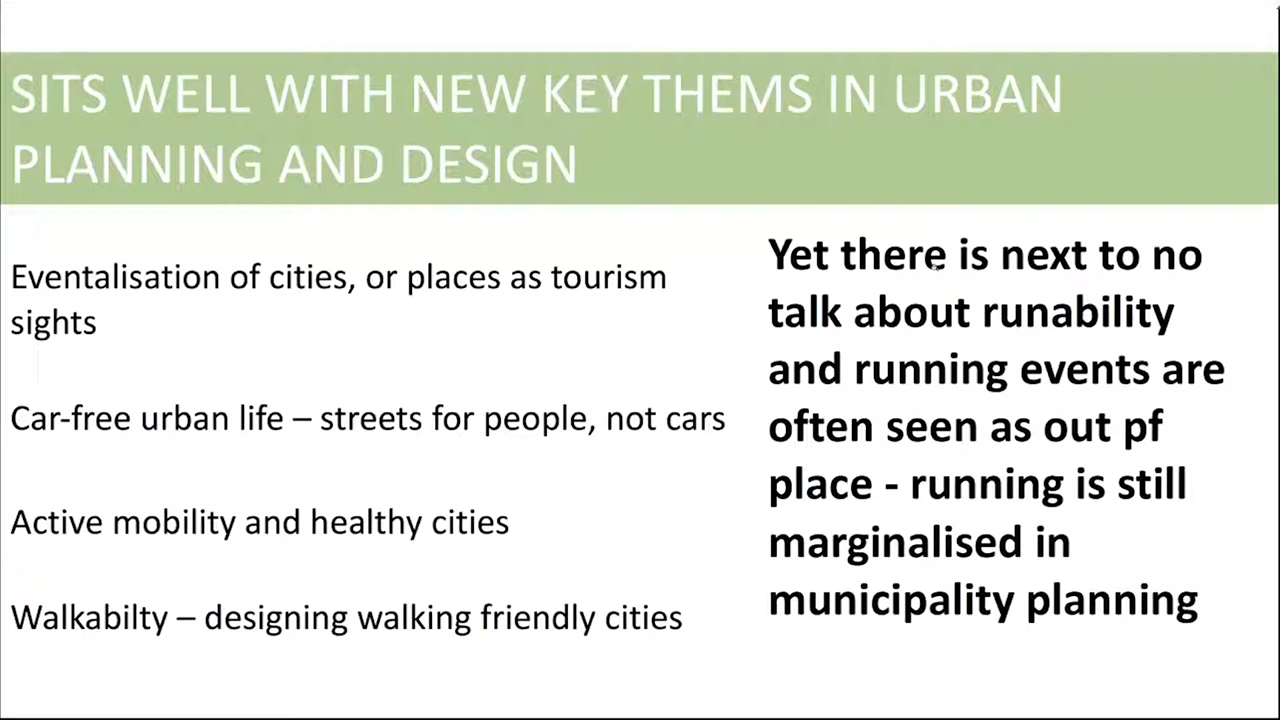 SITS WELL WITH NEW KEY THEMS IN URBAN
PLANNING AND DESIGN
Eventalisation of cities, or places as tourism
sights
Car-free urban life – streets for people, not cars
Active mobility and healthy cities
Walkabilty – designing walking friendly cities
Yet there is next to no
talk about runability
and running events are
often seen as out pf
place - running is still
marginalised in
municipality planning